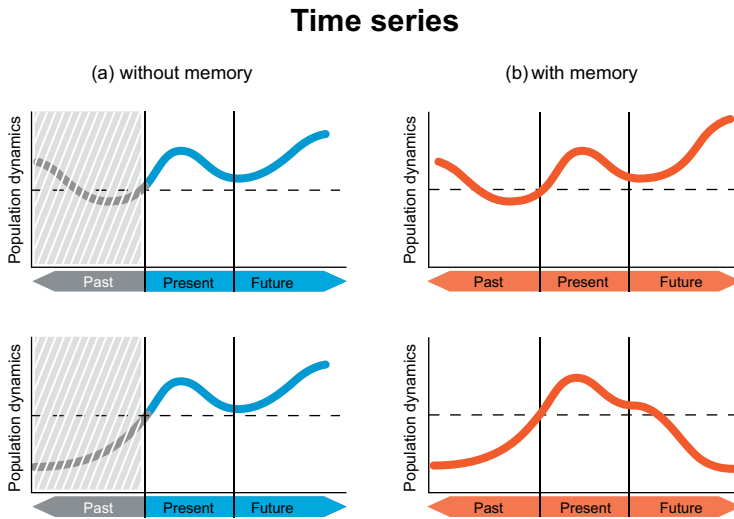 Time series
(a) without memory
(b) with memory
Population dynamics
Past Present Future
Population dynamics
Past Present Future
Population dynamics
Past Present Future
Population dynamics
Past Present Future